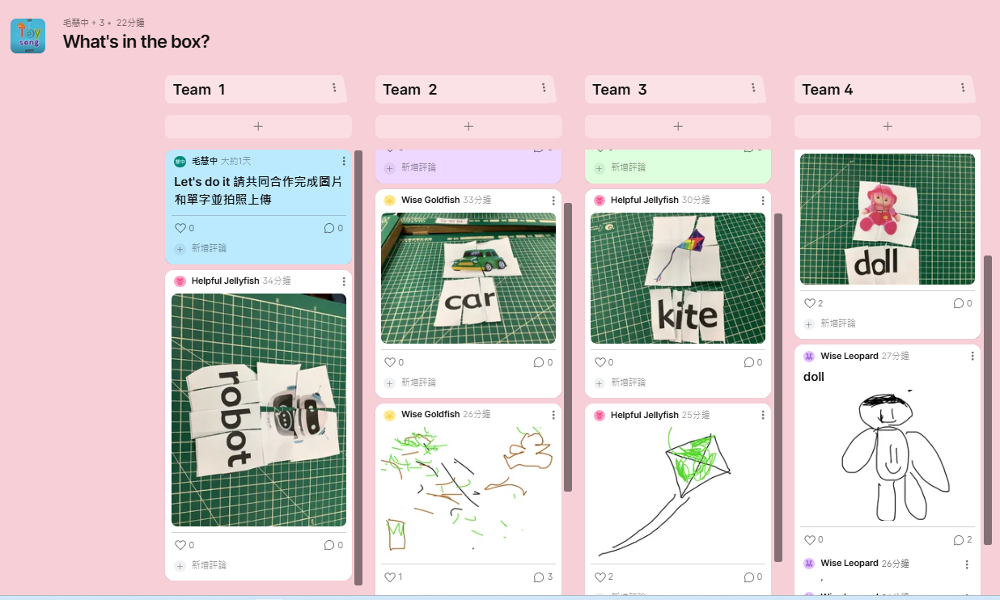 Toy
song
毛慧中 + 3 • 22分鐘
What's in the box?
Team 1
Team 2
Team 3
Team 4
慧中
毛慧中 大約1天
Let's do it 請共同合作完成圖片
和單字並拍照上傳
0
0
新增評論
Helpful Jellyfish 34分鐘
robot
0
0
新增評論
新增評論
Wise Goldfish 33分鐘
car
0
0
新增評論
Wise Goldfish 26分鐘
1
3
新增評論
Helpful Jellyfish 30分鐘
kite
0
0
新增評論
Helpful Jellyfish 25分鐘
2
0
doll
2
0
新增評論
Wise Leopard 27分鐘
doll
0
2
Wise Leopard 26分鐘